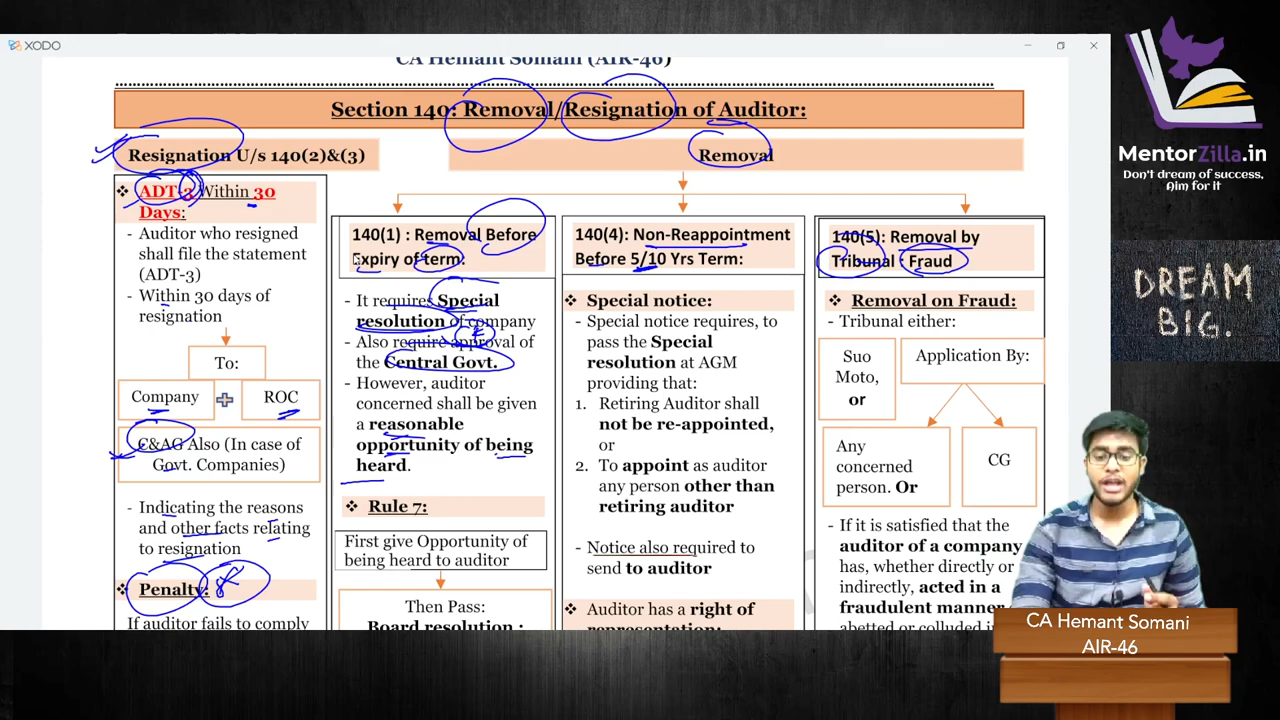 XODO
CA Hemant Somani (AIR-46)
Section 140: Removal/Resignation of Auditor:
Resignation U/s 140(2)&(3)
Removal
❖ ADT-3 Within 30
Days:
- Auditor who resigned
shall file the statement
(ADT-3)
- Within 30 days of
resignation
To:
Company
ROC
C&AG Also (In case of
Govt. Companies)
- Indicating the reasons
and other facts relating
to resignation
❖ Penalty:
If auditor fails to comply
140(1) : Removal Before
Expiry of term:
- It requires Special
resolution of company
- Also require approval of
the Central Govt.
- However, auditor
concerned shall be given
a reasonable
opportunity of being
heard.
❖ Rule 7:
First give Opportunity of
being heard to auditor
Then Pass:
Board resolution :
140(4): Non-Reappointment
Before 5/10 Yrs Term:
❖ Special notice:
- Special notice requires, to
pass the Special
resolution at AGM
providing that:
1. Retiring Auditor shall
not be re-appointed,
or
2. To appoint as auditor
any person other than
retiring auditor
- Notice also required to
send to auditor
❖ Auditor has a right of
representation:
140(5): Removal by
Tribunal : Fraud
❖ Removal on Fraud:
- Tribunal either:
Suo
Moto,
or
Application By:
Any
concerned
person. Or
CG
- If it is satisfied that the
auditor of a company
has, whether directly or
indirectly, acted in a
fraudulent manner
abetted or colluded i
MentorZilla.in
Don't dream of success,
Aim for it
DREAM
BIG.
CA Hemant Somani
AIR-46